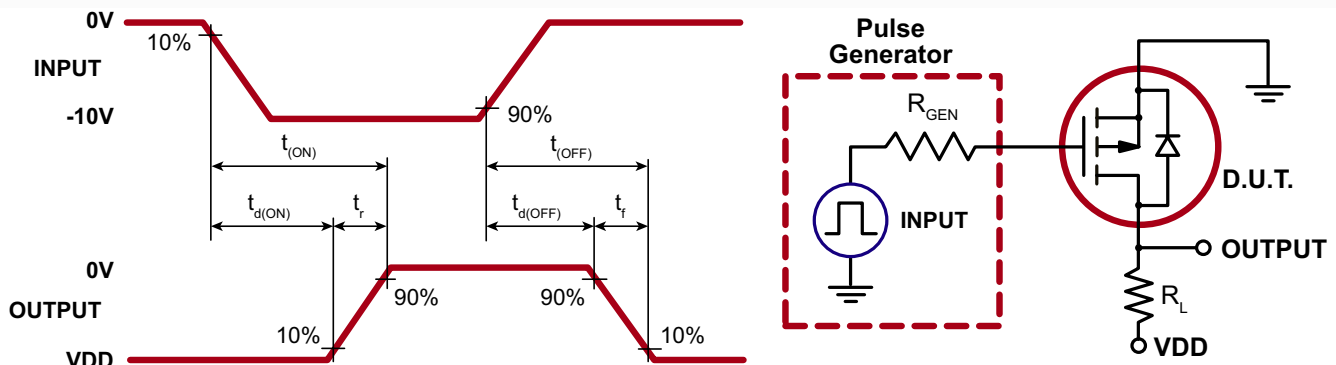 0V
10%
INPUT
-10V
90%
t(ON)
t(OFF)
td(ON)
tr
td(OFF)
tf
0V
OUTPUT
90%
90%
10%
10%
VDD
Pulse
Generator
RGEN
INPUT
D.U.T.
OUTPUT
RL
VDD